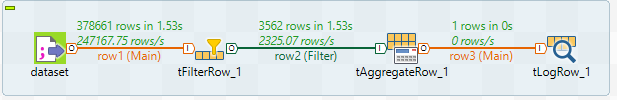 378661 rows in 1.53s
247167.75 rows/s
row1 (Main)
3562 rows in 1.53s
2325.07 rows/s
row2 (Filter)
1 rows in 0s
0 rows/s
row3 (Main)
dataset
tFilterRow_1
tAggregateRow_1
tLogRow_1